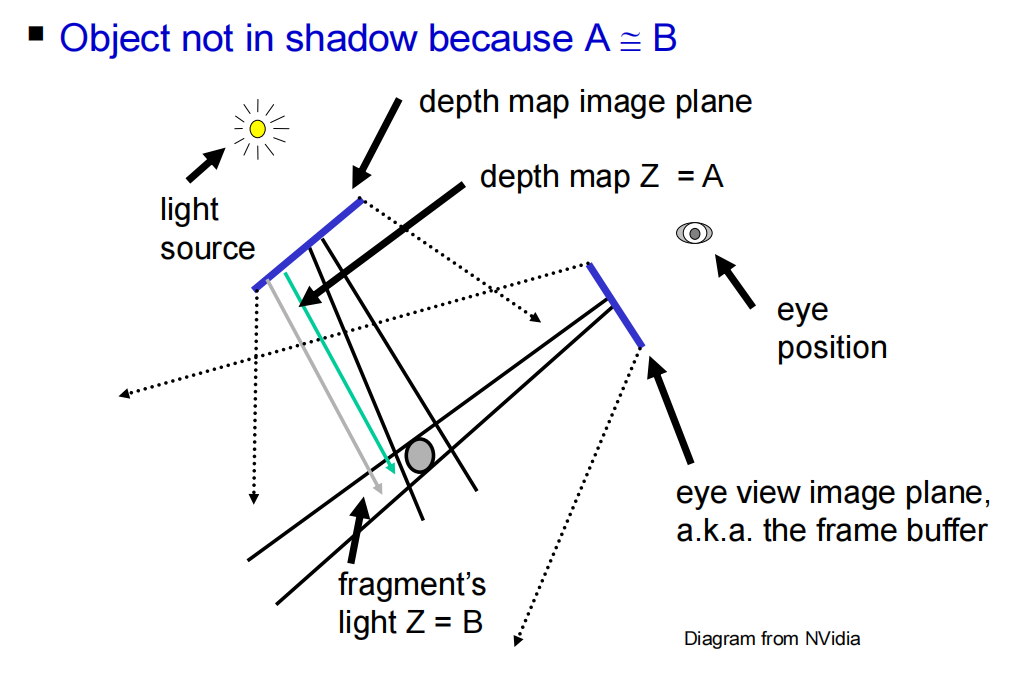 Object not in shadow because A ≅ B
depth map image plane
depth map Z = A
light
source
eye
position
eye view image plane,
a.k.a. the frame buffer
fragment’s
light Z = B
Diagram from NVidia